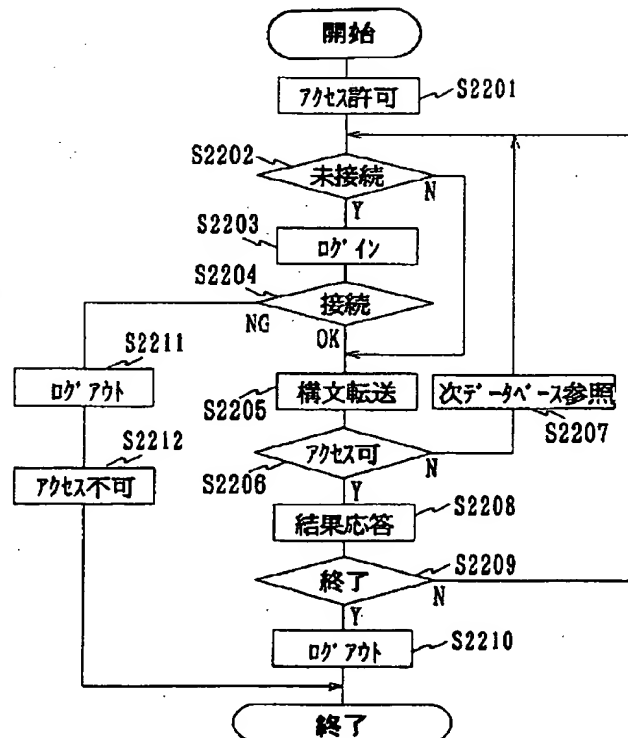 開始
アクセス許可
S2201
S2202
未接続
N
Y
S2203
ログイン
S2204
接続
NG
OK
S2211
ログアウト
S2205
構文転送
次データベース参照
S2207
S2212
アクセス不可
S2206
アクセス可
N
Y
S2208
結果応答
S2209
終了
N
Y
S2210
ログアウト
終了